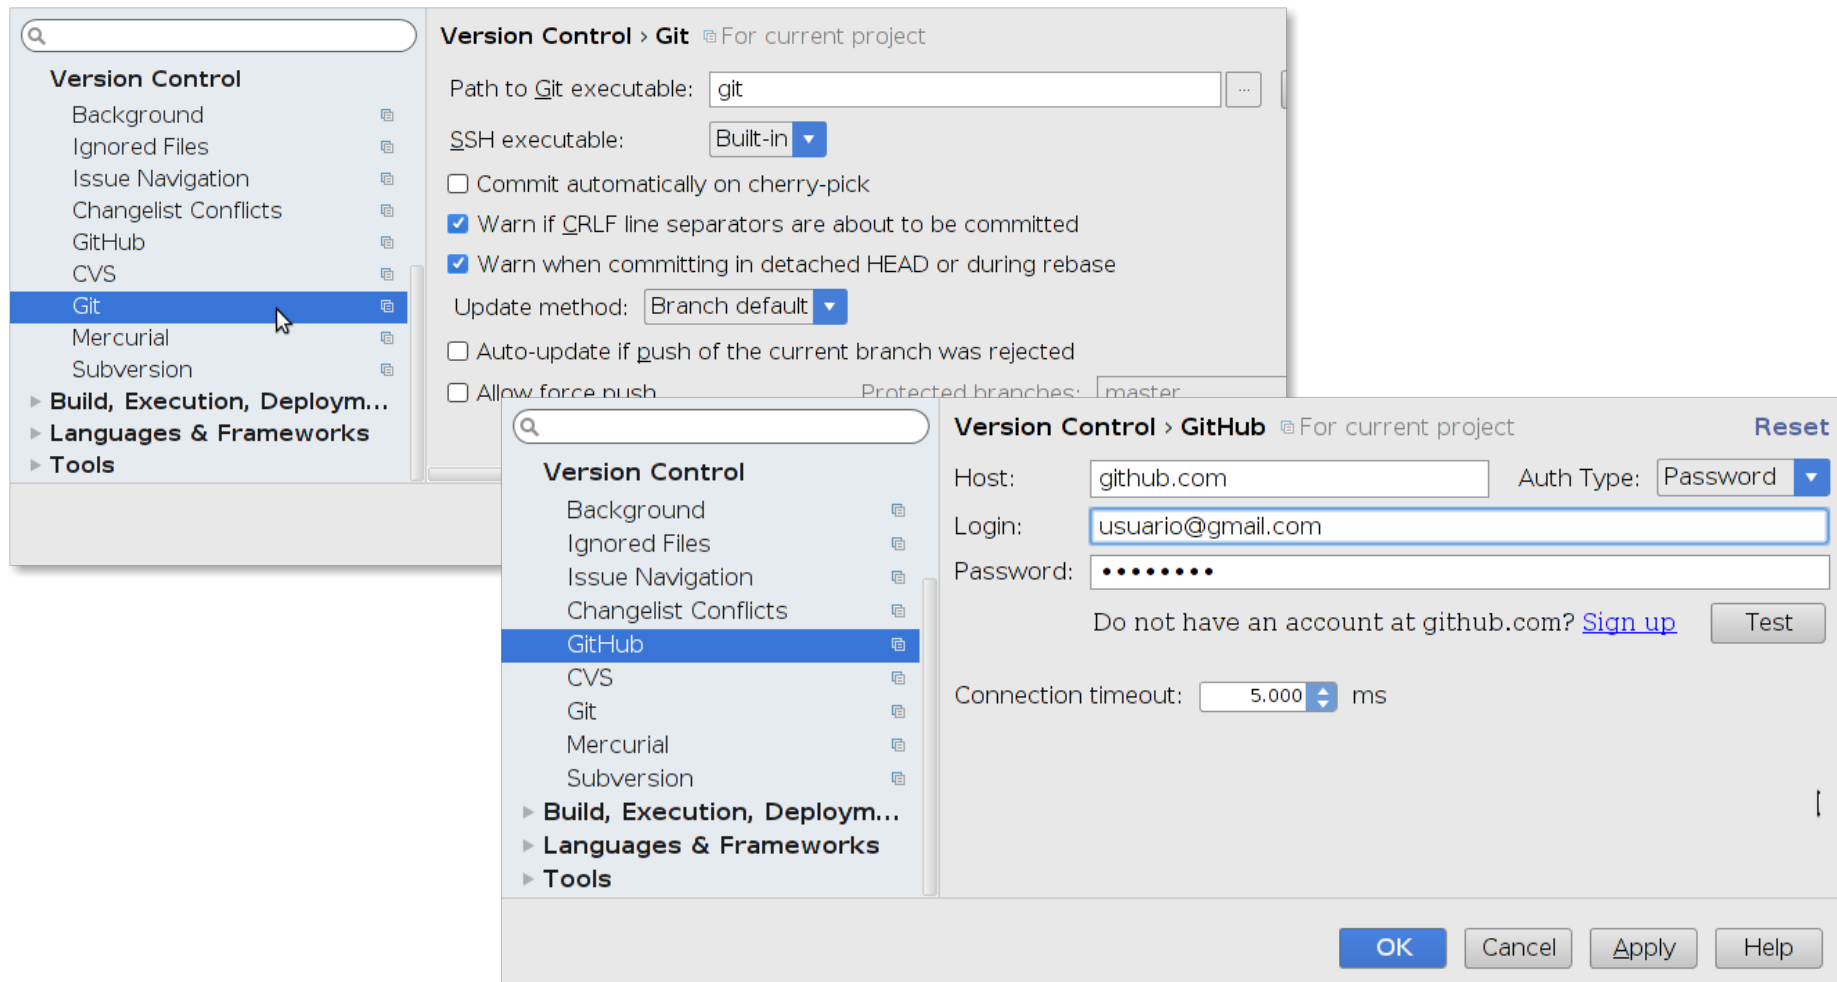 Version Control
Background
Ignored Files
Issue Navigation
Changelist Conflicts
GitHub
CVS
Git
Mercurial
Subversion
Build, Execution, Deploym...
Languages & Frameworks
Tools
Version Control › Git For current project
Path to Git executable: git ...
SSH executable: Built-in
Commit automatically on cherry-pick
Warn if CRLF line separators are about to be committed
Warn when committing in detached HEAD or during rebase
Update method: Branch default
Auto-update if push of the current branch was rejected
Allow force push Protected branches: master
Version Control
Background
Ignored Files
Issue Navigation
Changelist Conflicts
GitHub
CVS
Git
Mercurial
Subversion
Build, Execution, Deploym...
Languages & Frameworks
Tools
Version Control › GitHub For current project Reset
Host: github.com Auth Type: Password
Login: usuario@gmail.com
Password: ••••••••
Do not have an account at github.com? Sign up Test
Connection timeout: 5.000 ms
OK Cancel Apply Help